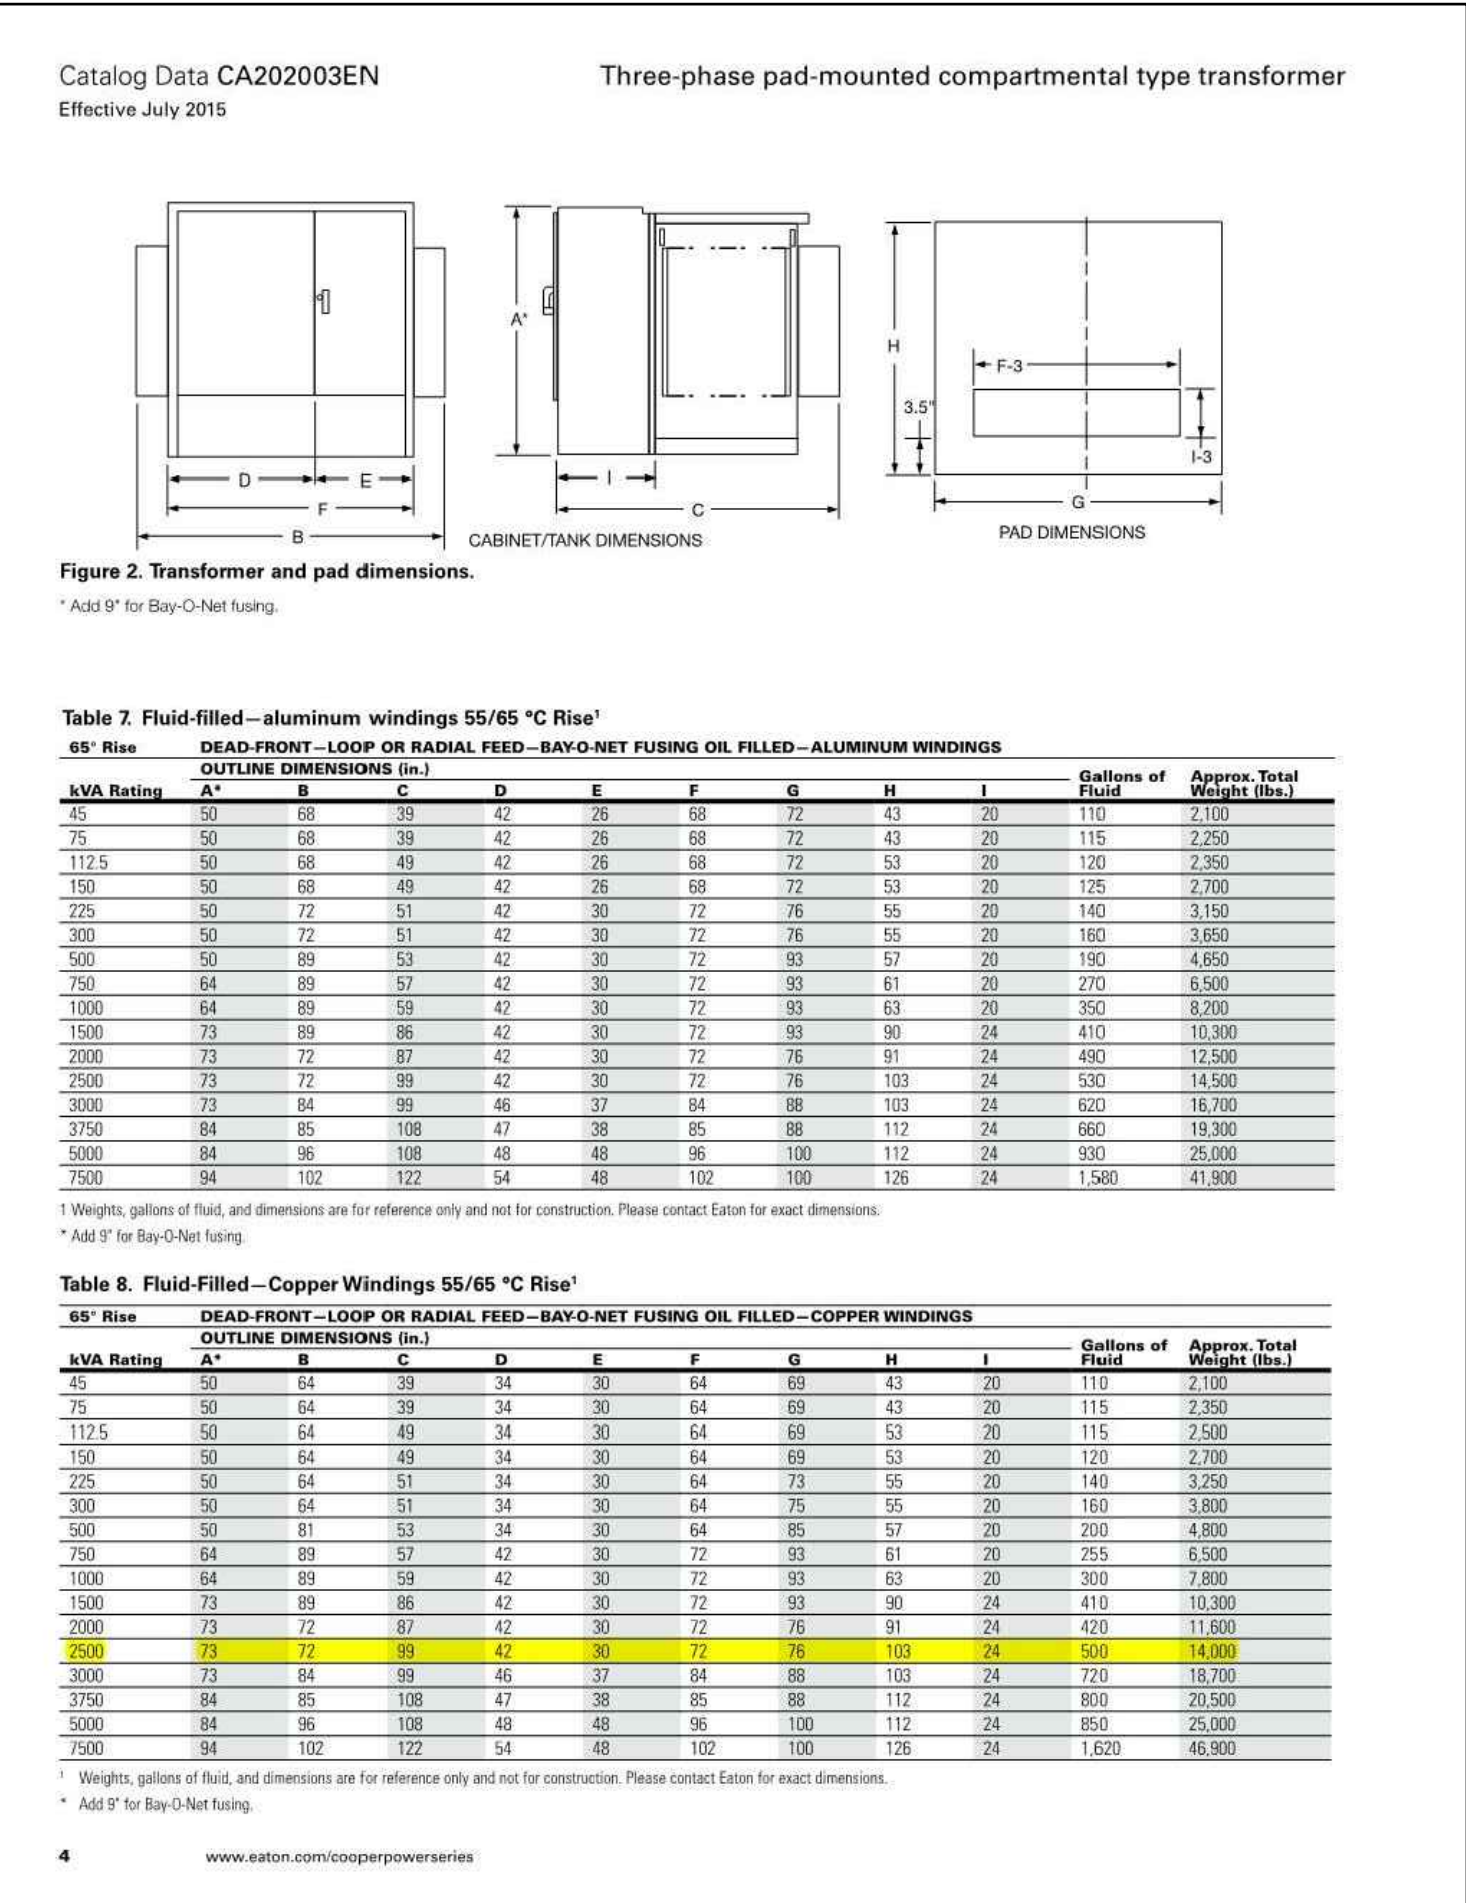 Catalog Data CA202003EN
Three-phase pad-mounted compartmental type transformer
Effective July 2015
A*
D
E
F
B
I
C
CABINET/TANK DIMENSIONS
H
3.5"
F-3
I-3
G
PAD DIMENSIONS
Figure 2. Transformer and pad dimensions.
* Add 9" for Bay-O-Net fusing.
Table 7. Fluid-filled—aluminum windings 55/65 °C Rise¹
65° Rise DEAD-FRONT—LOOP OR RADIAL FEED—BAY-O-NET FUSING OIL FILLED—ALUMINUM WINDINGS
OUTLINE DIMENSIONS (in.)
kVA Rating A* B C D E F G H I Gallons of Fluid Approx. Total Weight (lbs.)
45 50 68 39 42 26 68 72 43 20 110 2,100
75 50 68 39 42 26 68 72 43 20 115 2,250
112.5 50 68 49 42 26 68 72 53 20 120 2,350
150 50 68 49 42 26 68 72 53 20 125 2,700
225 50 72 51 42 30 72 76 55 20 140 3,150
300 50 72 51 42 30 72 76 55 20 160 3,650
500 50 89 53 42 30 72 93 57 20 190 4,650
750 64 89 57 42 30 72 93 61 20 270 6,500
1000 64 89 59 42 30 72 93 63 20 350 8,200
1500 73 89 86 42 30 72 93 90 24 410 10,300
2000 73 72 87 42 30 72 76 91 24 490 12,500
2500 73 72 99 42 30 72 76 103 24 530 14,500
3000 73 84 99 46 37 84 88 103 24 620 16,700
3750 84 85 108 47 38 85 88 112 24 660 19,300
5000 84 96 108 48 48 96 100 112 24 930 25,000
7500 94 102 122 54 48 102 100 126 24 1,580 41,900
1 Weights, gallons of fluid, and dimensions are for reference only and not for construction. Please contact Eaton for exact dimensions.
* Add 9" for Bay-O-Net fusing.
Table 8. Fluid-Filled—Copper Windings 55/65 °C Rise¹
65° Rise DEAD-FRONT—LOOP OR RADIAL FEED—BAY-O-NET FUSING OIL FILLED—COPPER WINDINGS
OUTLINE DIMENSIONS (in.)
kVA Rating A* B C D E F G H I Gallons of Fluid Approx. Total Weight (lbs.)
45 50 64 39 34 30 64 69 43 20 110 2,100
75 50 64 39 34 30 64 69 43 20 115 2,350
112.5 50 64 49 34 30 64 69 53 20 115 2,500
150 50 64 49 34 30 64 69 53 20 120 2,700
225 50 64 51 34 30 64 73 55 20 140 3,250
300 50 64 51 34 30 64 75 55 20 160 3,800
500 50 81 53 34 30 64 85 57 20 200 4,800
750 64 89 57 42 30 72 93 61 20 255 6,500
1000 64 89 59 42 30 72 93 63 20 300 7,800
1500 73 89 86 42 30 72 93 90 24 410 10,300
2000 73 72 87 42 30 72 76 91 24 420 11,600
2500 73 72 99 42 30 72 76 103 24 500 14,000
3000 73 84 99 46 37 84 88 103 24 720 18,700
3750 84 85 108 47 38 85 88 112 24 800 20,500
5000 84 96 108 48 48 96 100 112 24 850 25,000
7500 94 102 122 54 48 102 100 126 24 1,620 46,900
¹ Weights, gallons of fluid, and dimensions are for reference only and not for construction. Please contact Eaton for exact dimensions.
* Add 9" for Bay-O-Net fusing.
4 www.eaton.com/cooperpowerseries